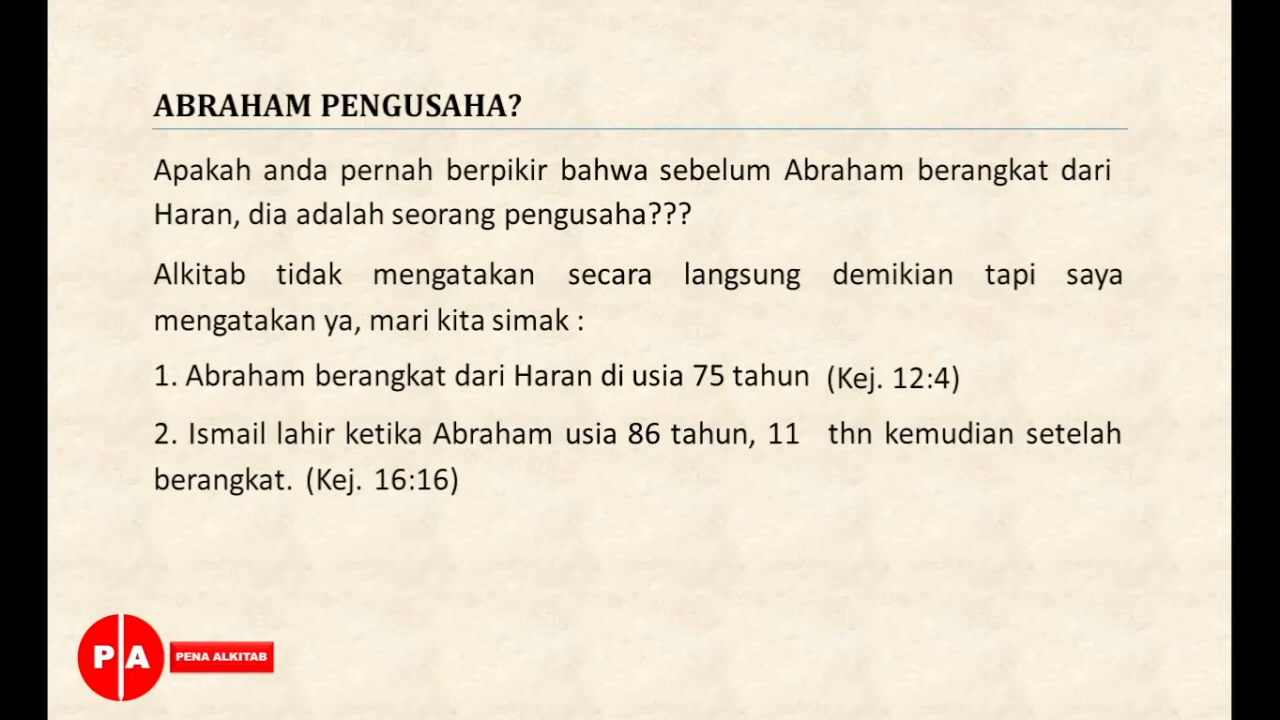 ABRAHAM PENGUSAHA?
Apakah anda pernah berpikir bahwa sebelum Abraham berangkat dari
Haran, dia adalah seorang pengusaha???
Alkitab tidak mengatakan secara langsung demikian tapi saya
mengatakan ya, mari kita simak :
1. Abraham berangkat dari Haran di usia 75 tahun (Kej. 12:4)
2. Ismail lahir ketika Abraham usia 86 tahun, 11 thn kemudian setelah
berangkat. (Kej. 16:16)
P A PENA ALKITAB